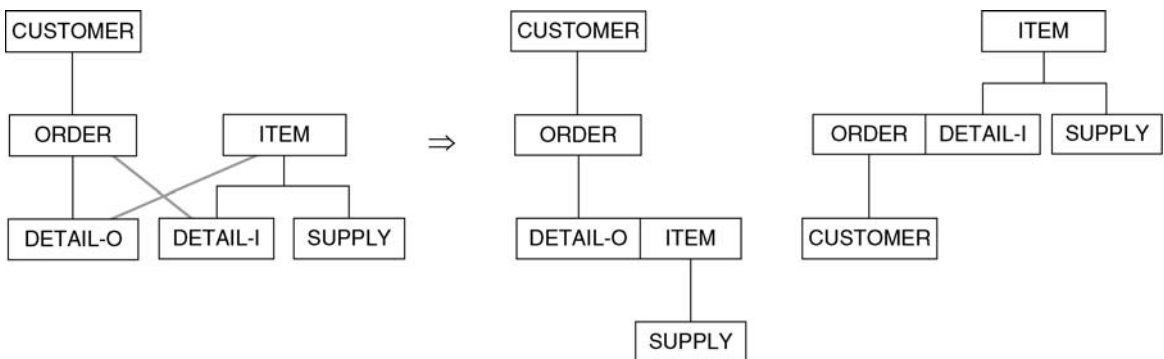 CUSTOMER
ORDER
ITEM
DETAIL-O
DETAIL-I
SUPPLY
⇒
CUSTOMER
ORDER
DETAIL-O
ITEM
SUPPLY
ITEM
ORDER
DETAIL-I
SUPPLY
CUSTOMER